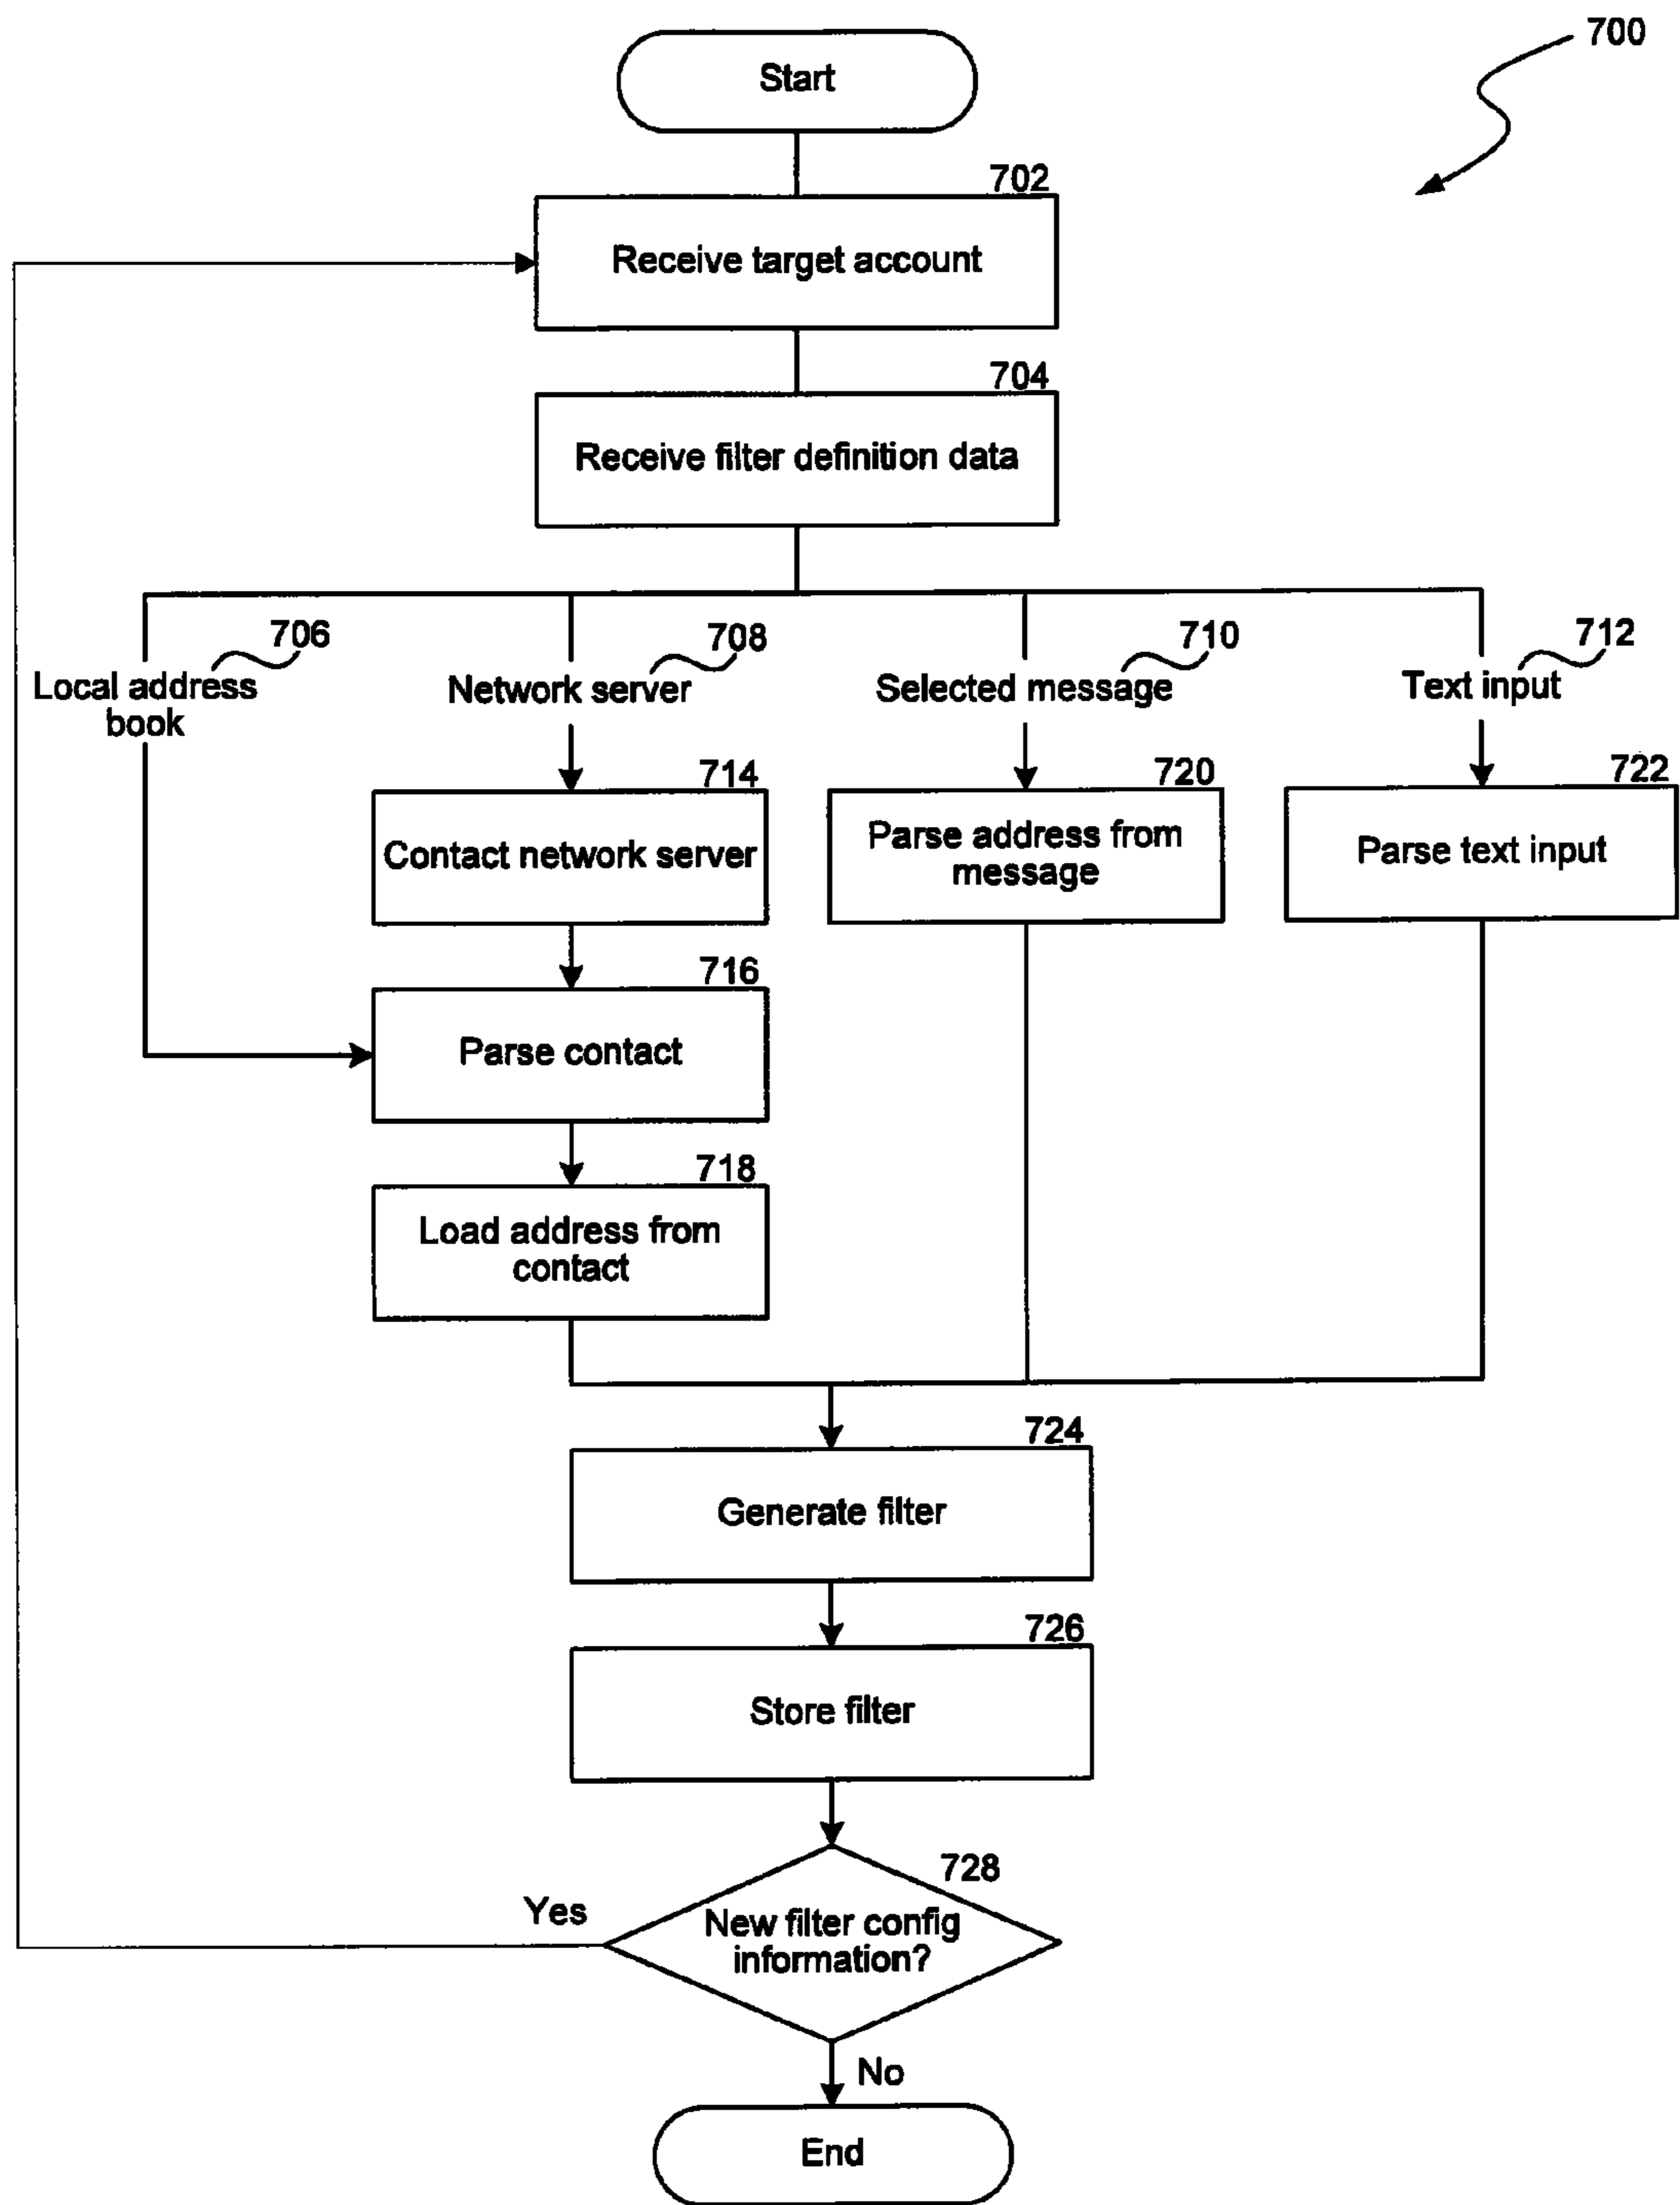 700
Start
702
Receive target account
704
Receive filter definition data
706
Local address
book
708
Network server
710
Selected message
712
Text input
714
Contact network server
720
Parse address from
message
722
Parse text input
716
Parse contact
718
Load address from
contact
724
Generate filter
726
Store filter
728
New filter config
information?
Yes
No
End